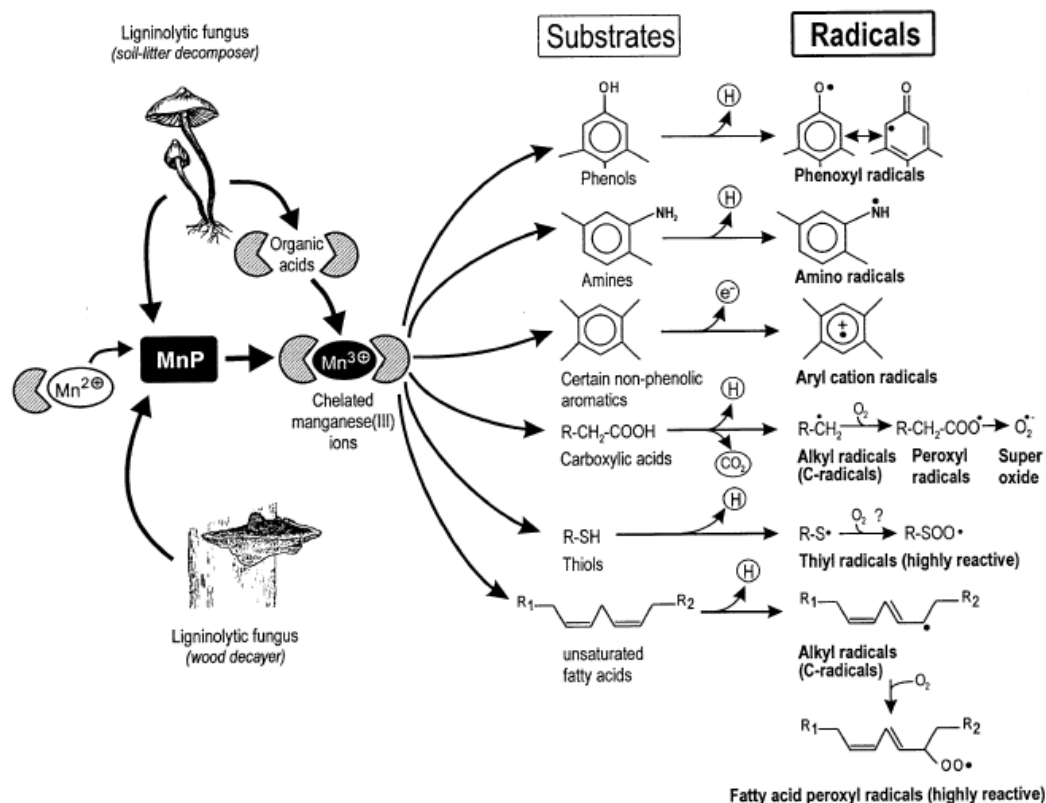 Ligninolytic fungus
(soil-litter decomposer)
Substrates
Radicals
OH
H
O•
O
•
Phenols
Phenoxyl radicals
Organic
acids
NH₂
H
•
NH
Amines
Amino radicals
MnP
Mn²⊕
Mn³⊕
Chelated
manganese(III)
ions
e⁻
+
•
Certain non-phenolic
aromatics
Aryl cation radicals
R-CH₂-COOH
Carboxylic acids
H
CO₂
R-ĊH₂
O₂
R-CH₂-COO•
O₂•-
Alkyl radicals
(C-radicals)
Peroxyl
radicals
Super
oxide
R-SH
Thiols
H
R-S•
O₂ ?
R-SOO•
Thiyl radicals (highly reactive)
Ligninolytic fungus
(wood decayer)
R₁
R₂
unsaturated
fatty acids
H
R₁
R₂
•
Alkyl radicals
(C-radicals)
O₂
R₁
R₂
OO•
Fatty acid peroxyl radicals (highly reactive)